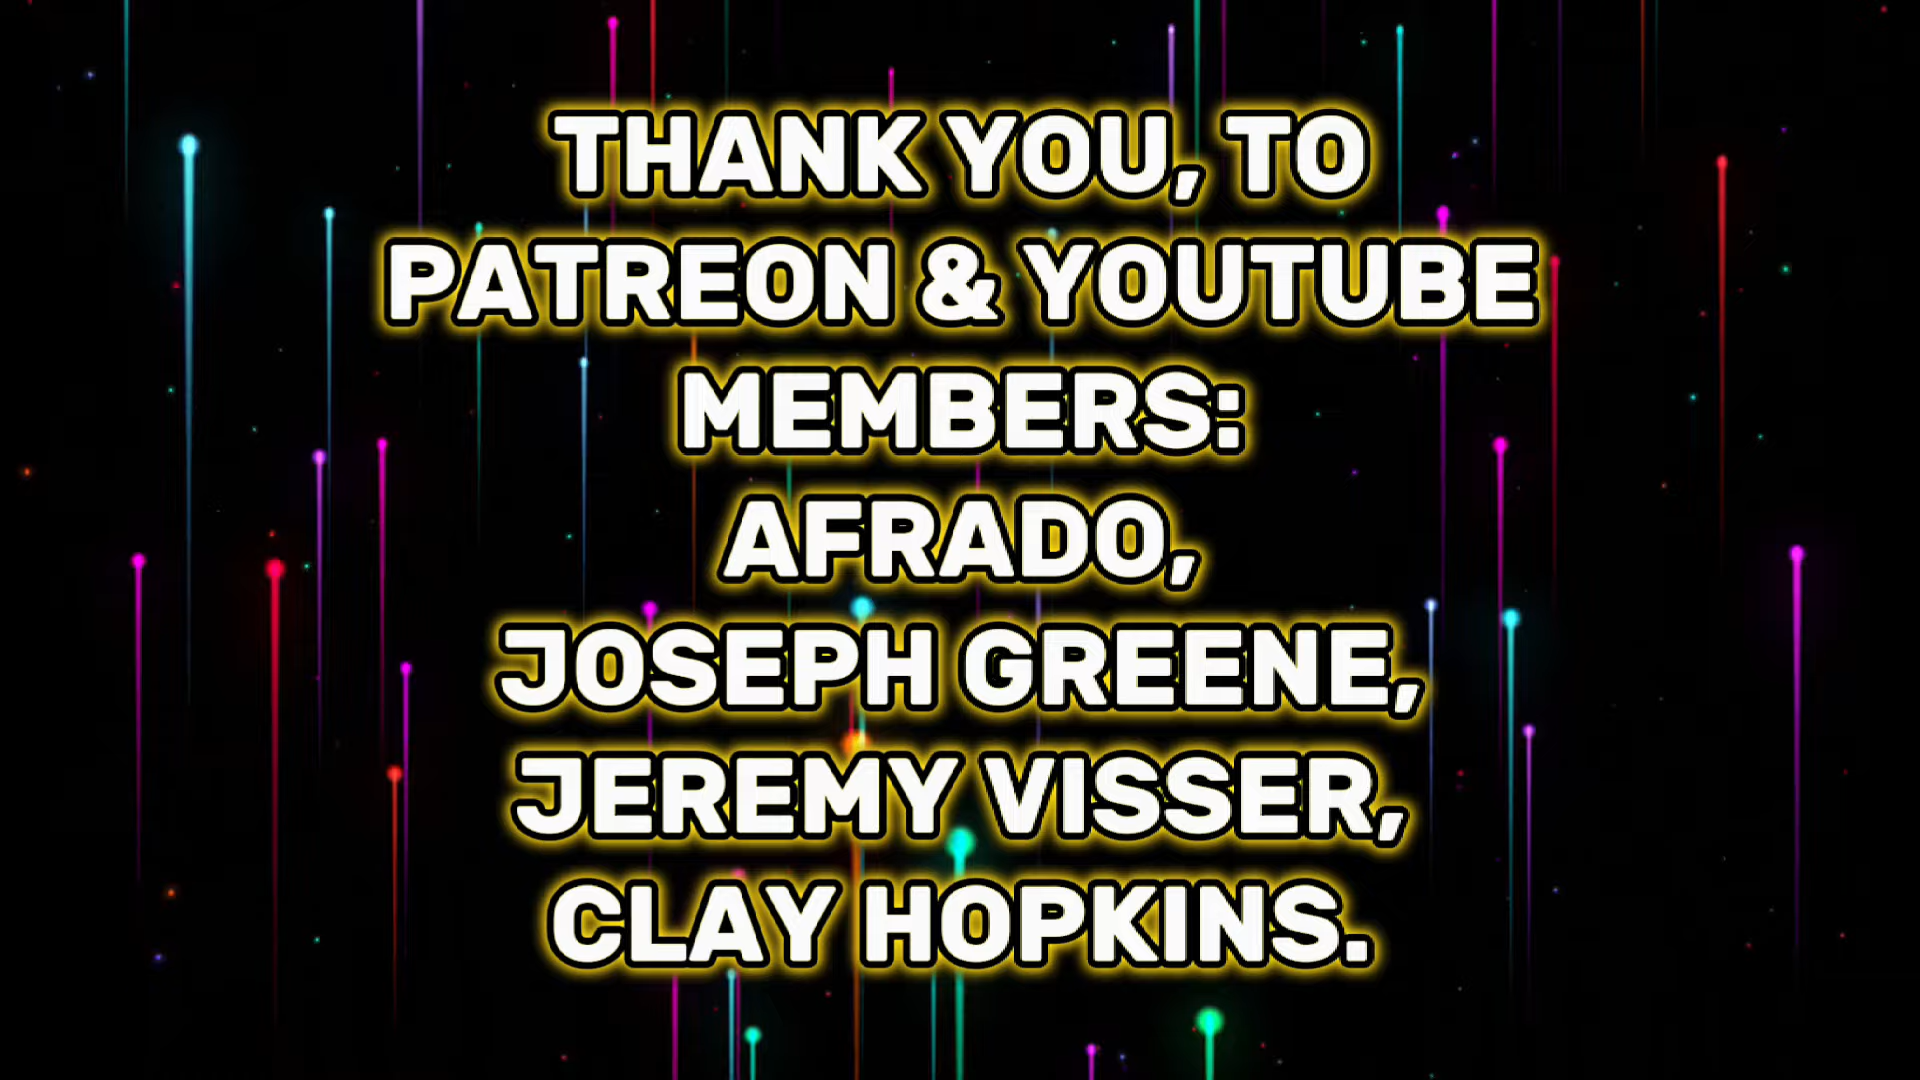 THANK YOU, TO
PATREON & YOUTUBE
MEMBERS:
AFRADO,
JOSEPH GREENE,
JEREMY VISSER,
CLAY HOPKINS.